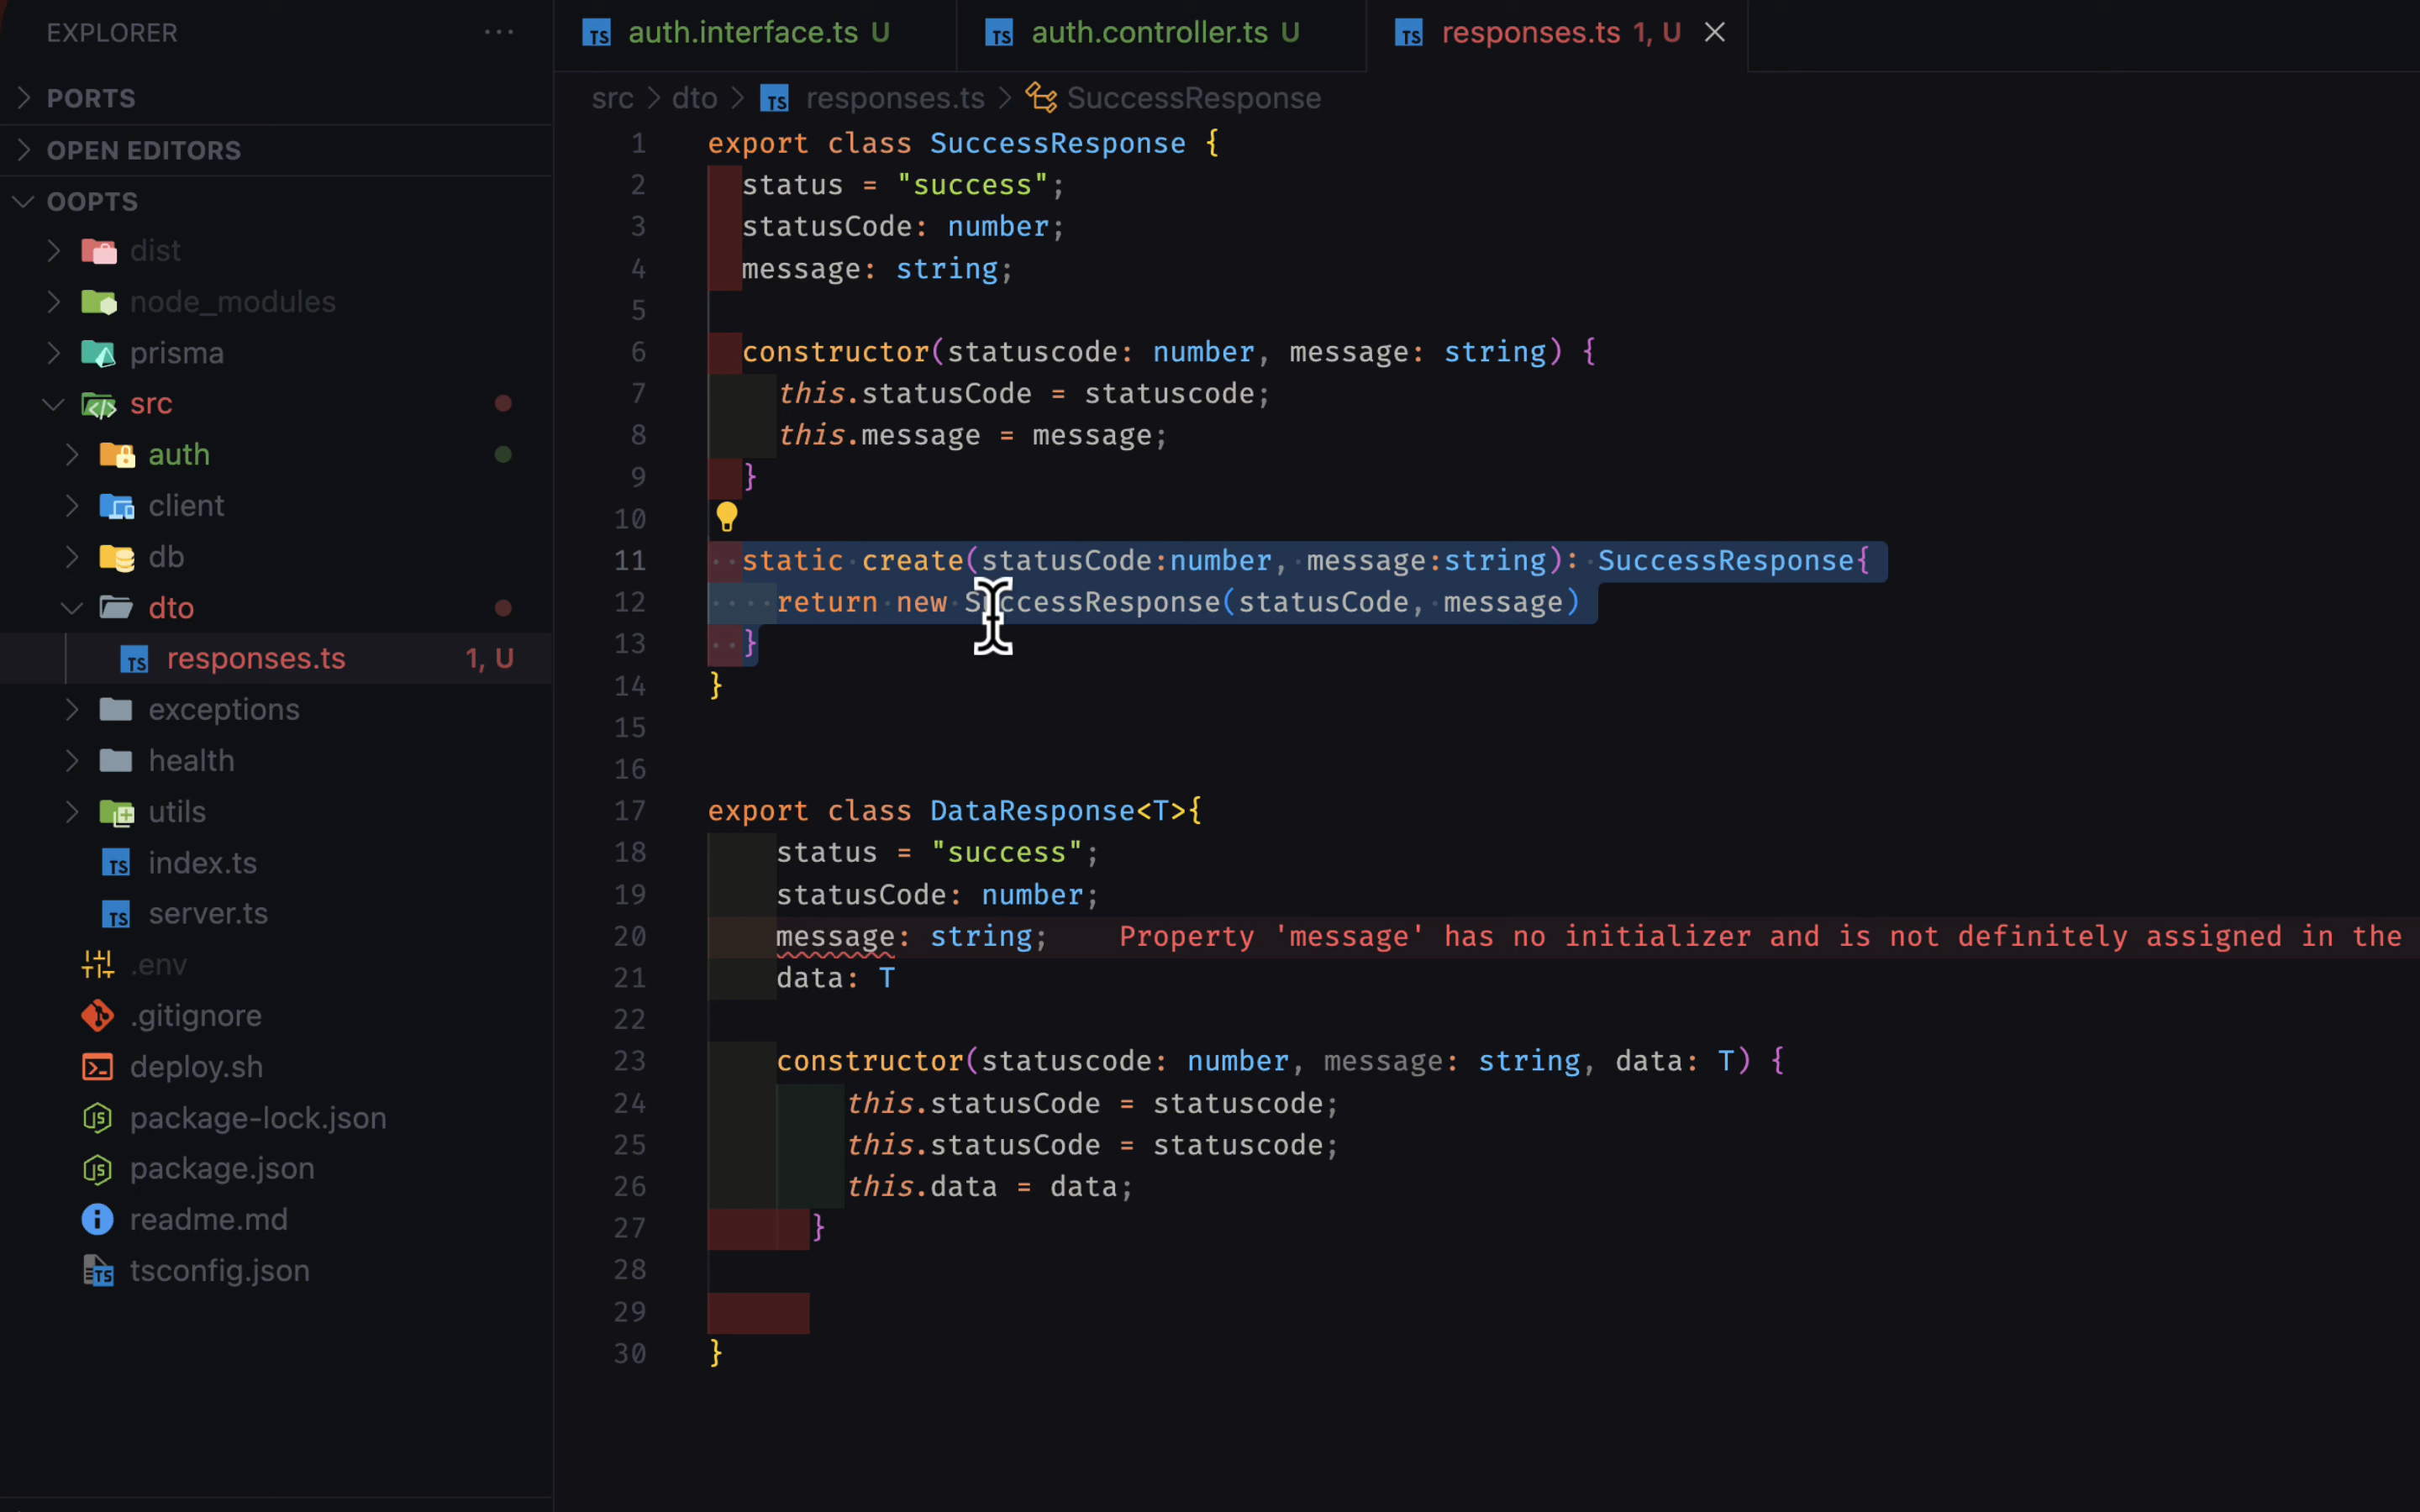 EXPLORER ···
PORTS
OPEN EDITORS
OOPTS
dist
node_modules
prisma
src
auth
client
db
dto
responses.ts 1, U
exceptions
health
utils
index.ts
server.ts
.env
.gitignore
deploy.sh
package-lock.json
package.json
readme.md
tsconfig.json
auth.interface.ts U
auth.controller.ts U
responses.ts 1, U
src > dto > responses.ts > SuccessResponse
1 export class SuccessResponse {
2   status = "success";
3   statusCode: number;
4   message: string;
5
6   constructor(statuscode: number, message: string) {
7     this.statusCode = statuscode;
8     this.message = message;
9   }
10
11   static create(statusCode:number, message:string): SuccessResponse{
12     return new SuccessResponse(statusCode, message)
13   }
14 }
15
16
17 export class DataResponse<T>{
18     status = "success";
19     statusCode: number;
20     message: string;    Property 'message' has no initializer and is not definitely assigned in the
21     data: T
22
23     constructor(statuscode: number, message: string, data: T) {
24         this.statusCode = statuscode;
25         this.statusCode = statuscode;
26         this.data = data;
27       }
28
29
30 }